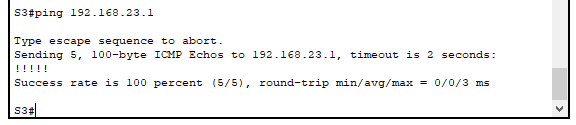 S3#ping 192.168.23.1
Type escape sequence to abort.
Sending 5, 100-byte ICMP Echos to 192.168.23.1, timeout is 2 seconds:
!!!!!
Success rate is 100 percent (5/5), round-trip min/avg/max = 0/0/3 ms
S3#